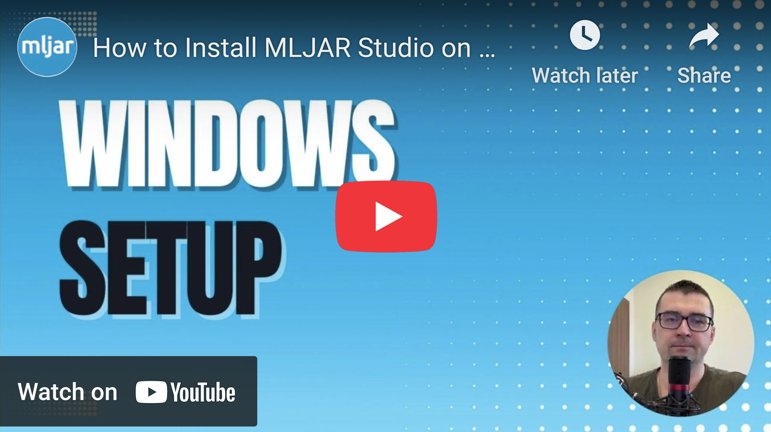 mljar
How to Install MLJAR Studio on ...
Watch later
Share
WINDOWS
SETUP
Watch on YouTube